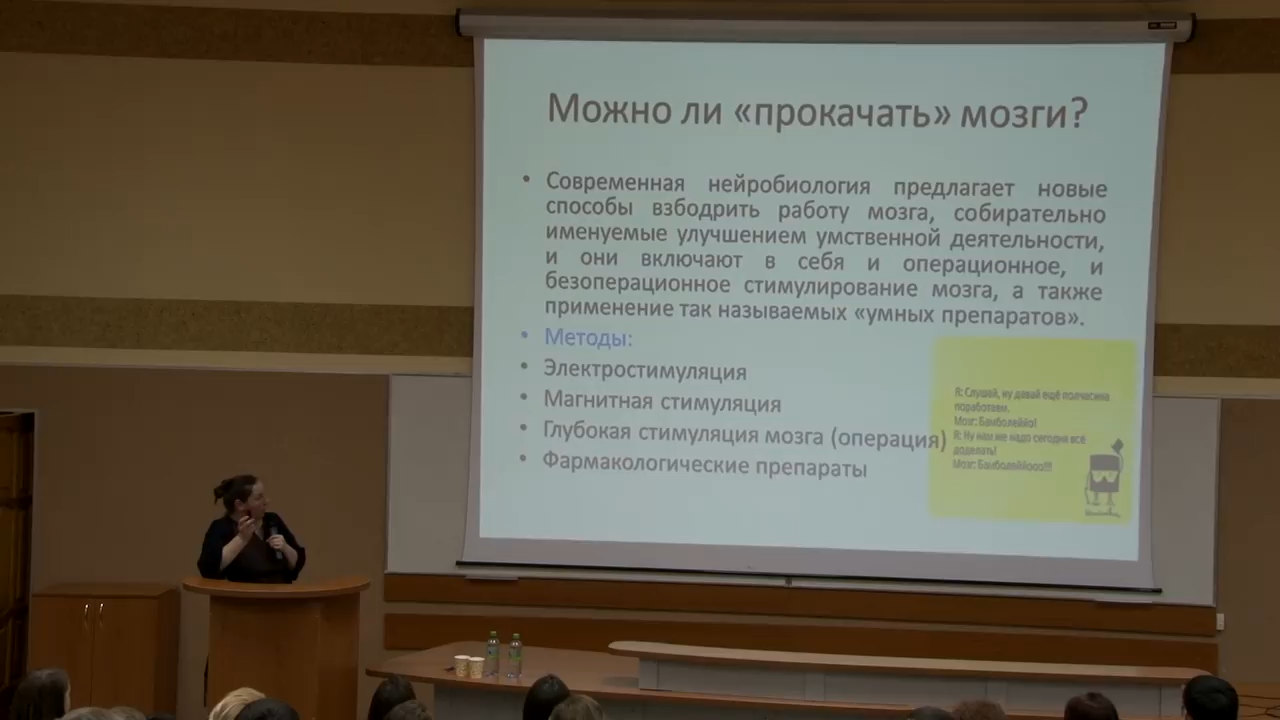 Можно ли «прокачать» мозги?
• Современная нейробиология предлагает новые
способы взбодрить работу мозга, собирательно
именуемые улучшением умственной деятельности,
и они включают в себя и операционное, и
безоперационное стимулирование мозга, а также
применение так называемых «умных препаратов».
• Методы:
• Электростимуляция
• Магнитная стимуляция
• Глубокая стимуляция мозга (операция)
• Фармакологические препараты
Я: Слушай, ну давай ещё полчасика
поработаем.
Мозг: Бамболейло!
Я: Ну нам же надо сегодня всё
доделать!
Мозг: